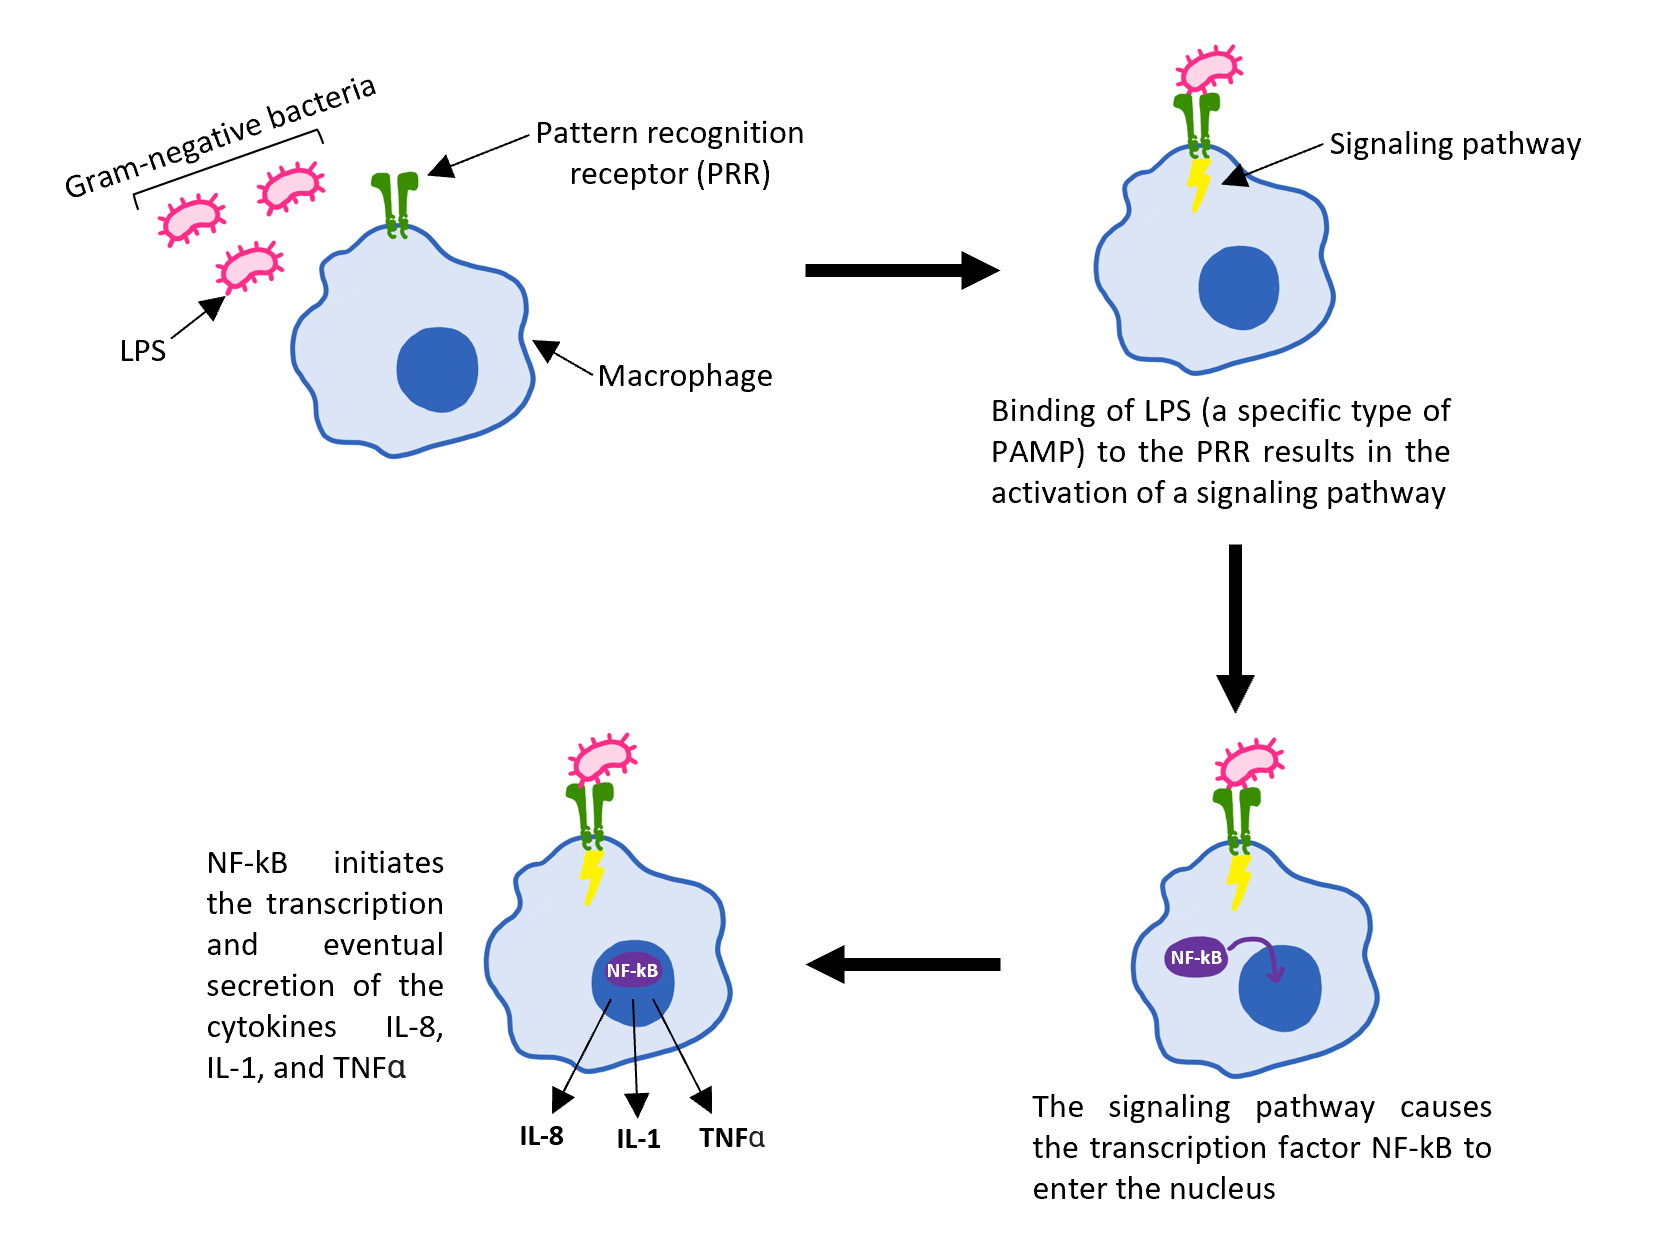 Gram-negative bacteria
Pattern recognition
receptor (PRR)
LPS
Macrophage
Signaling pathway
Binding of LPS (a specific type of
PAMP) to the PRR results in the
activation of a signaling pathway
NF-kB
The signaling pathway causes
the transcription factor NF-kB to
enter the nucleus
NF-kB initiates
the transcription
and eventual
secretion of the
cytokines IL-8,
IL-1, and TNFα
NF-kB
IL-8
IL-1
TNFα